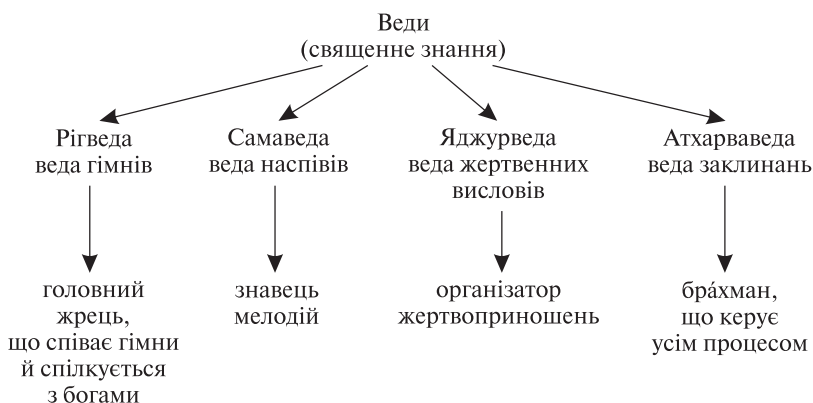 Веди
(священне знання)
Рігведа
веда гімнів
Самаведа
веда наспівів
Яджурведа
веда жертвенних
висловів
Атхарваведа
веда заклинань
головний
жрець,
що співає гімни
й спілкується
з богами
знавець
мелодій
організатор
жертвоприношень
бра́хман,
що керує
усім процесом